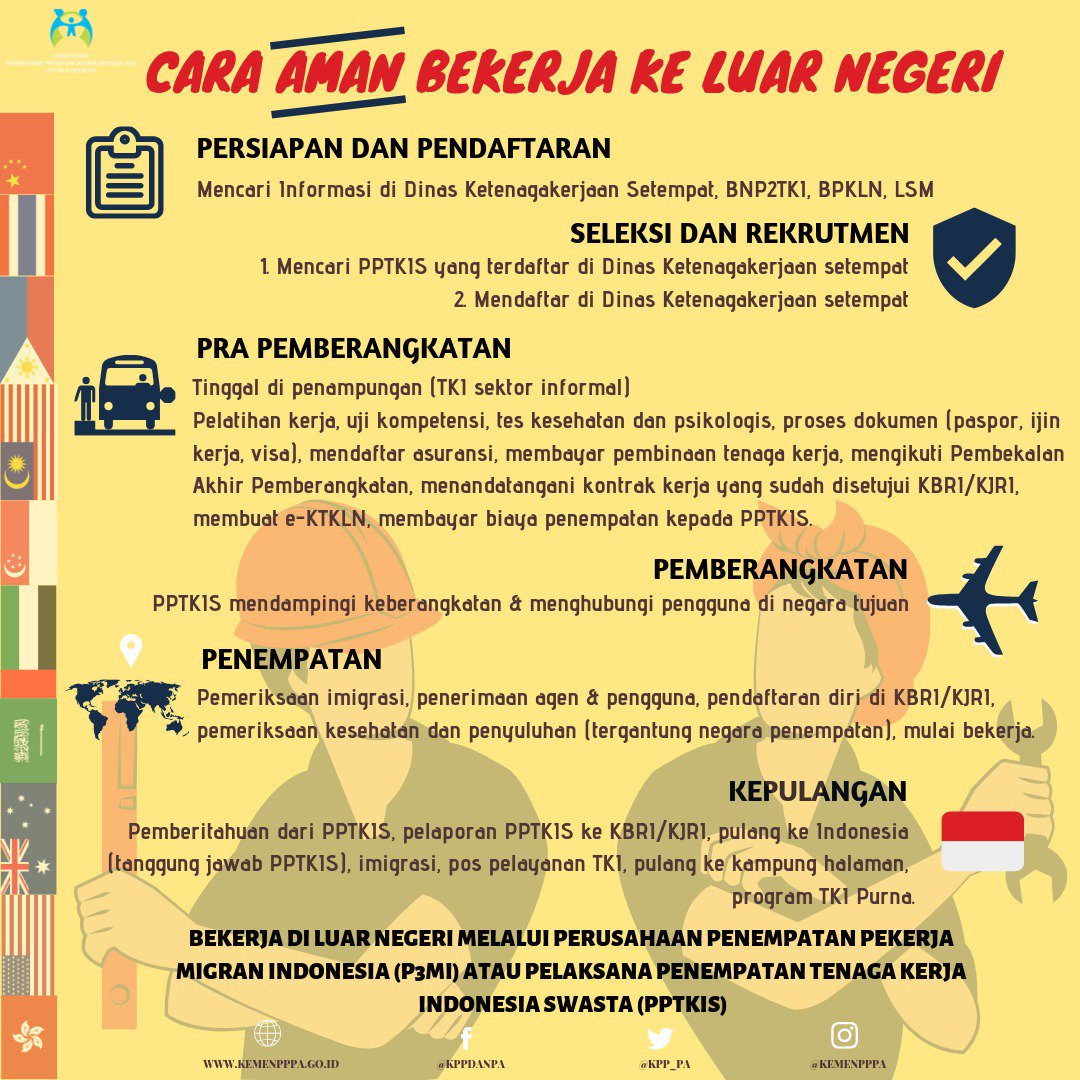 KEMENTERIAN
PEMBERDAYAAN PEREMPUAN DAN PERLINDUNGAN ANAK
REPUBLIK INDONESIA
CARA AMAN BEKERJA KE LUAR NEGERI
PERSIAPAN DAN PENDAFTARAN
Mencari Informasi di Dinas Ketenagakerjaan Setempat, BNP2TKI, BPKLN, LSM
SELEKSI DAN REKRUTMEN
1. Mencari PPTKIS yang terdaftar di Dinas Ketenagakerjaan setempat
2. Mendaftar di Dinas Ketenagakerjaan setempat
PRA PEMBERANGKATAN
Tinggal di penampungan (TKI sektor informal)
Pelatihan kerja, uji kompetensi, tes kesehatan dan psikologis, proses dokumen (paspor, ijin
kerja, visa), mendaftar asuransi, membayar pembinaan tenaga kerja, mengikuti Pembekalan
Akhir Pemberangkatan, menandatangani kontrak kerja yang sudah disetujui KBRI/KJRI,
membuat e-KTKLN, membayar biaya penempatan kepada PPTKIS.
PEMBERANGKATAN
PPTKIS mendampingi keberangkatan & menghubungi pengguna di negara tujuan
PENEMPATAN
Pemeriksaan imigrasi, penerimaan agen & pengguna, pendaftaran diri di KBRI/KJRI,
pemeriksaan kesehatan dan penyuluhan (tergantung negara penempatan), mulai bekerja.
KEPULANGAN
Pemberitahuan dari PPTKIS, pelaporan PPTKIS ke KBRI/KJRI, pulang ke Indonesia
(tanggung jawab PPTKIS), imigrasi, pos pelayanan TKI, pulang ke kampung halaman,
program TKI Purna.
BEKERJA DI LUAR NEGERI MELALUI PERUSAHAAN PENEMPATAN PEKERJA
MIGRAN INDONESIA (P3MI) ATAU PELAKSANA PENEMPATAN TENAGA KERJA
INDONESIA SWASTA (PPTKIS)
WWW.KEMENPPPA.GO.ID
@KPPDANPA
@KPP_PA
@KEMENPPPA